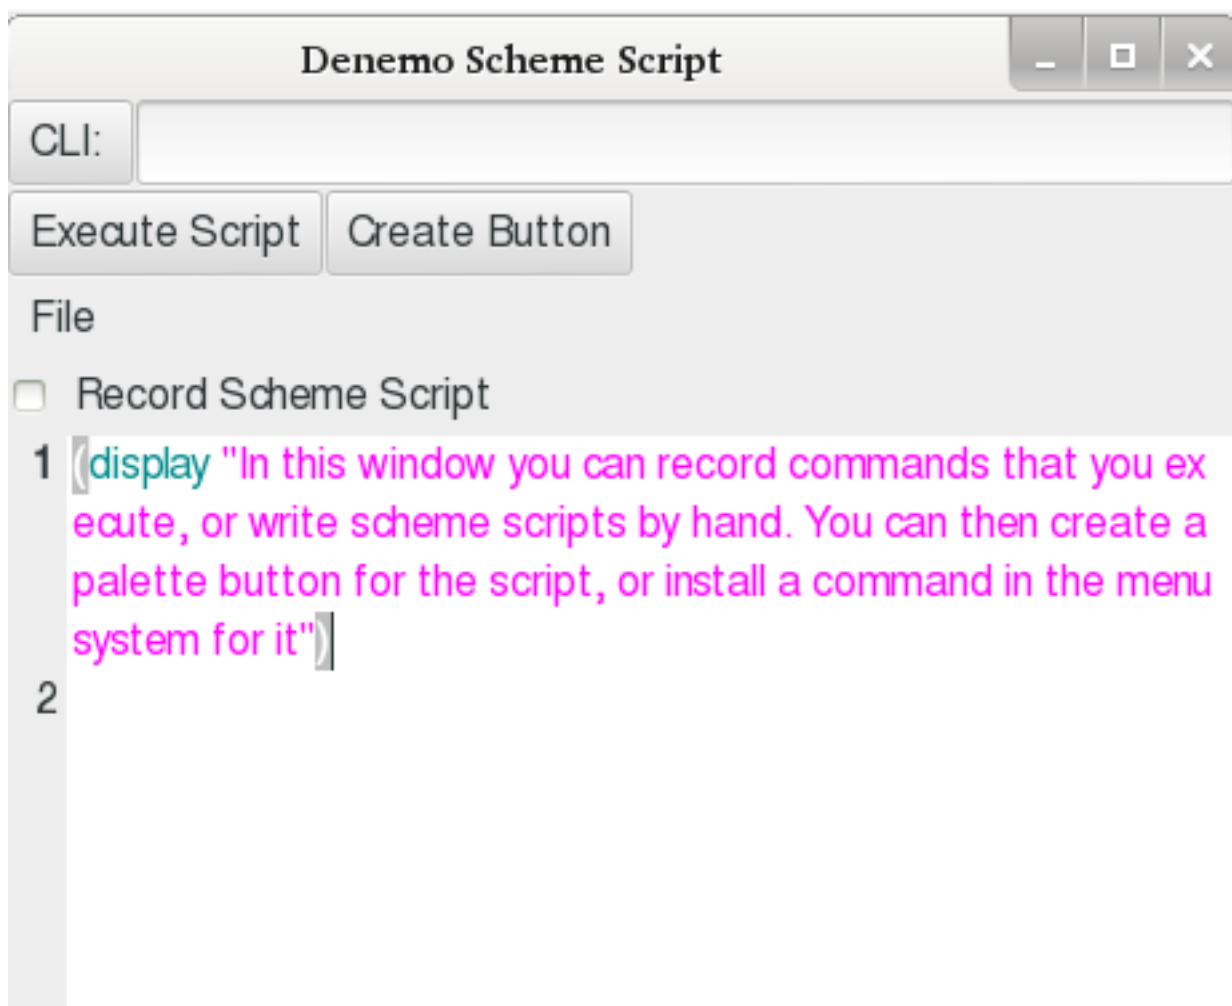 Denemo Scheme Script
CLI:
Execute Script Create Button
File
Record Scheme Script
1 (display "In this window you can record commands that you ex
ecute, or write scheme scripts by hand. You can then create a
palette button for the script, or install a command in the menu
system for it")
2